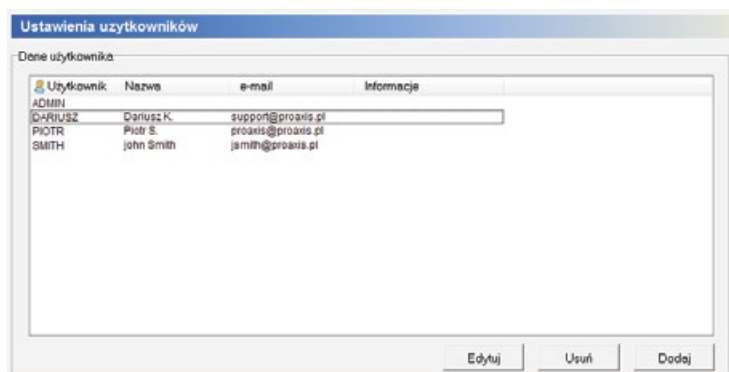 Ustawienia uzytkowników
Dane użytkownika
Użytkownik Nazwa e-mail Informacje
ADMIN
DARIUSZ Dariusz K. support@proaxis.pl
PIOTR Piotr S. proaxis@proaxis.pl
SMITH john Smith jsmith@proaxis.pl
Edytuj Usuń Dodaj